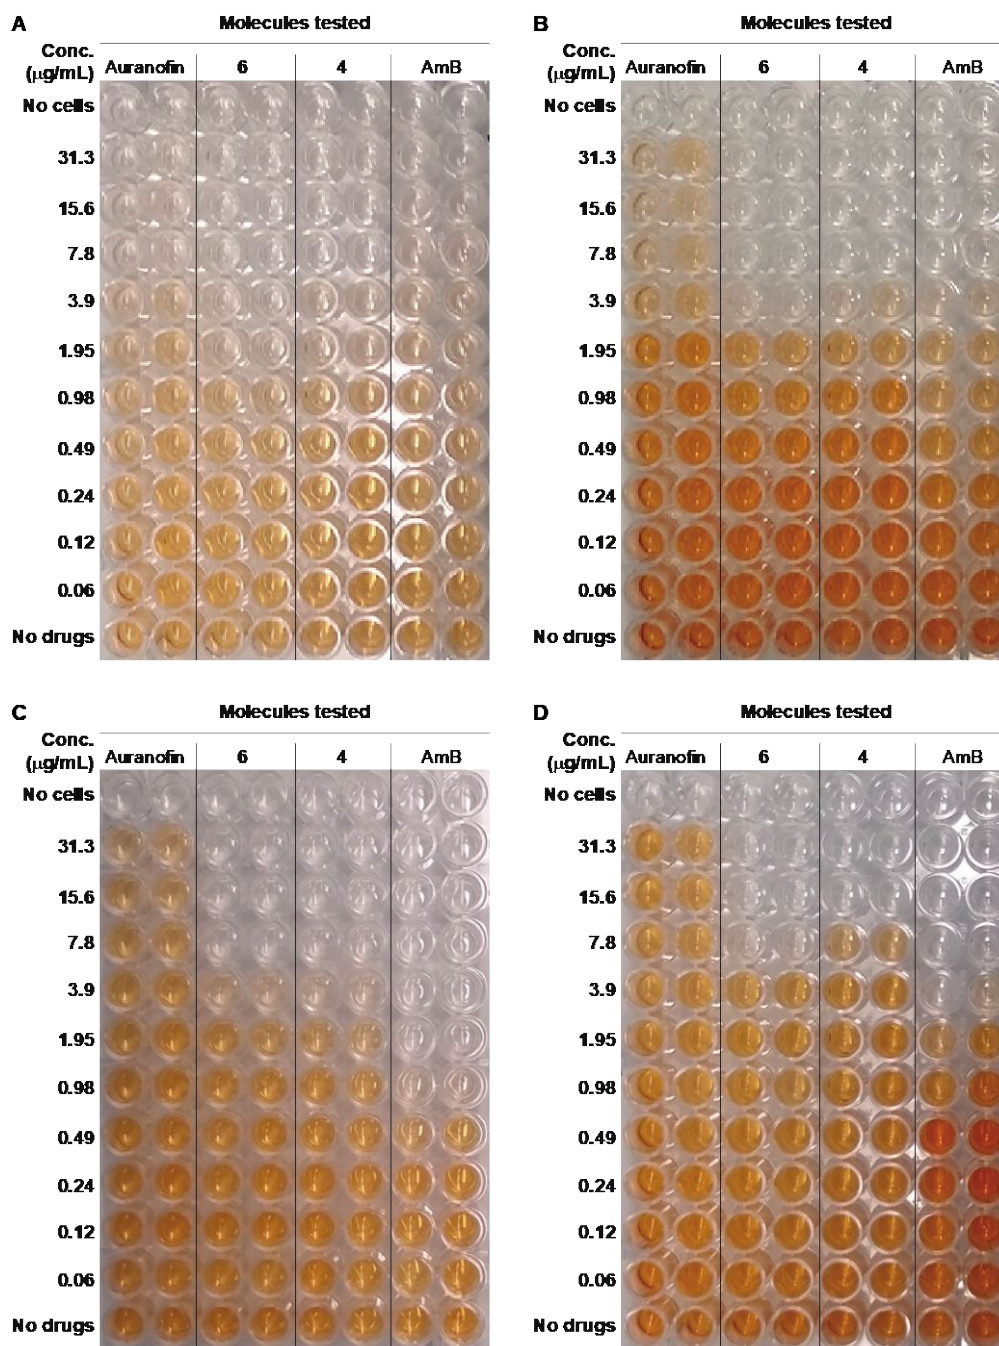 A
Molecules tested
Conc.
(µg/mL)
Auranofin 6 4 AmB
No cells
31.3
15.6
7.8
3.9
1.95
0.98
0.49
0.24
0.12
0.06
No drugs
B
Molecules tested
Conc.
(µg/mL)
Auranofin 6 4 AmB
No cells
31.3
15.6
7.8
3.9
1.95
0.98
0.49
0.24
0.12
0.06
No drugs
C
Molecules tested
Conc.
(µg/mL)
Auranofin 6 4 AmB
No cells
31.3
15.6
7.8
3.9
1.95
0.98
0.49
0.24
0.12
0.06
No drugs
D
Molecules tested
Conc.
(µg/mL)
Auranofin 6 4 AmB
No cells
31.3
15.6
7.8
3.9
1.95
0.98
0.49
0.24
0.12
0.06
No drugs